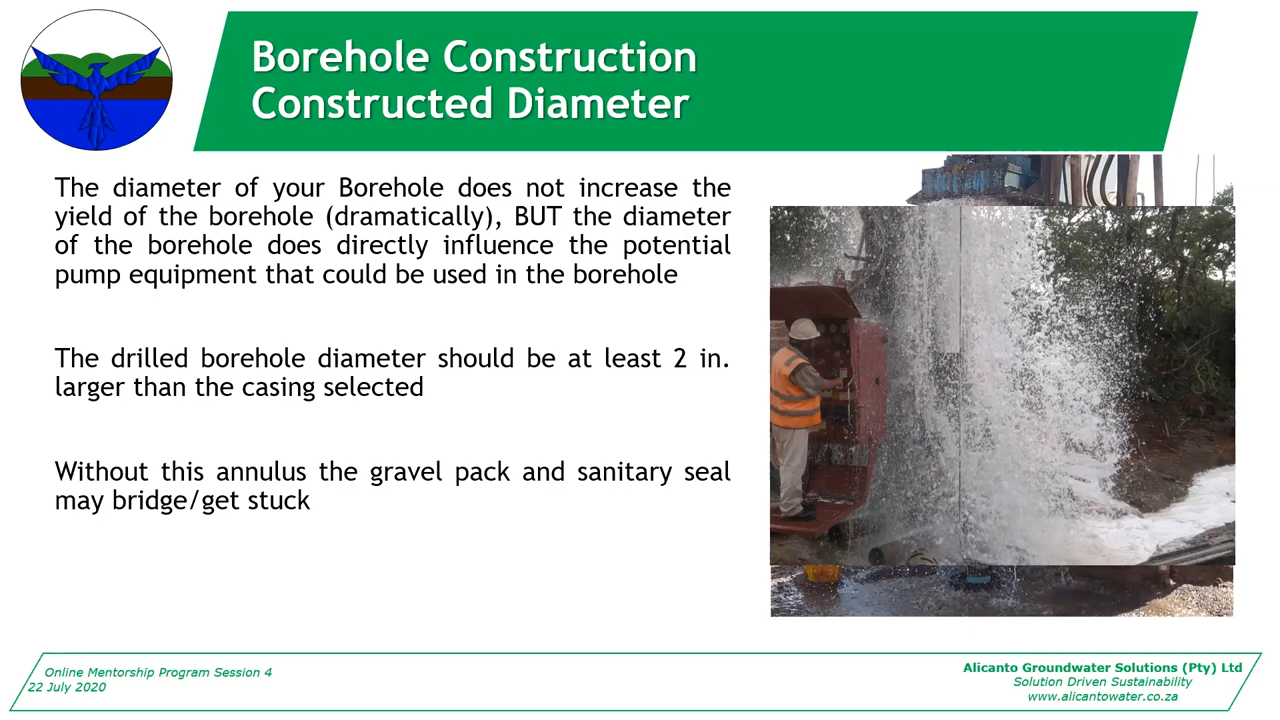 Borehole Construction
Constructed Diameter
The diameter of your Borehole does not increase the
yield of the borehole (dramatically), BUT the diameter
of the borehole does directly influence the potential
pump equipment that could be used in the borehole
The drilled borehole diameter should be at least 2 in.
larger than the casing selected
Without this annulus the gravel pack and sanitary seal
may bridge/get stuck
Online Mentorship Program Session 4
22 July 2020
Alicanto Groundwater Solutions (Pty) Ltd
Solution Driven Sustainability
www.alicantowater.co.za